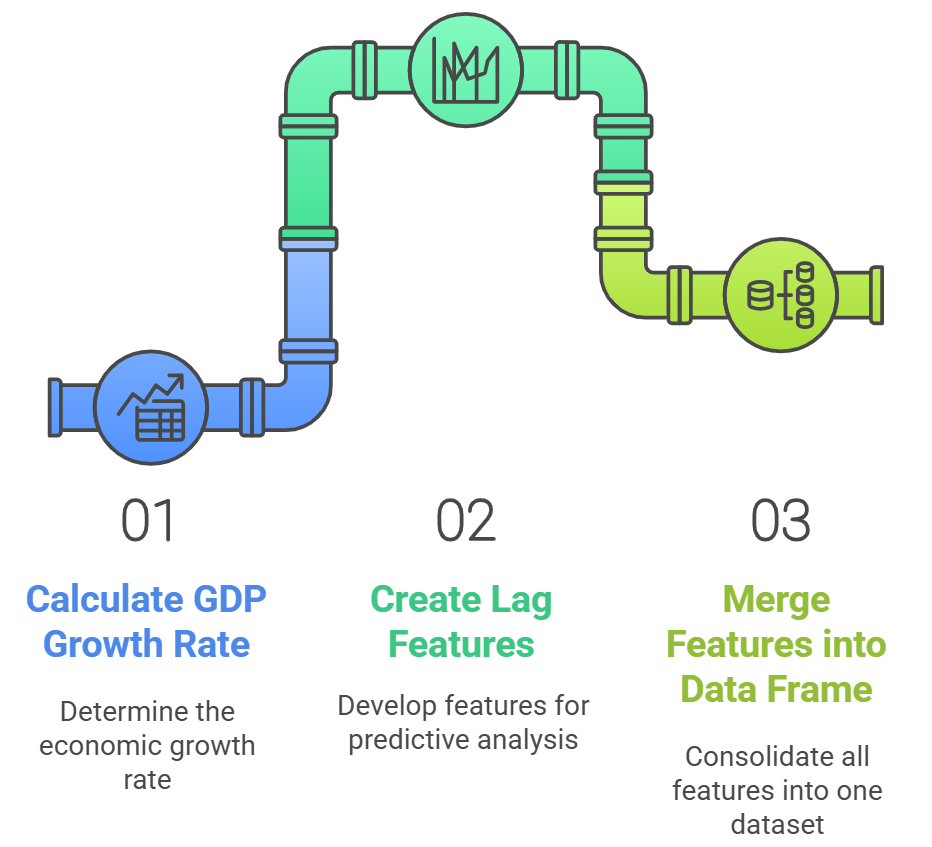 01
Calculate GDP
Growth Rate
Determine the
economic growth
rate
02
Create Lag
Features
Develop features for
predictive analysis
03
Merge
Features into
Data Frame
Consolidate all
features into one
dataset